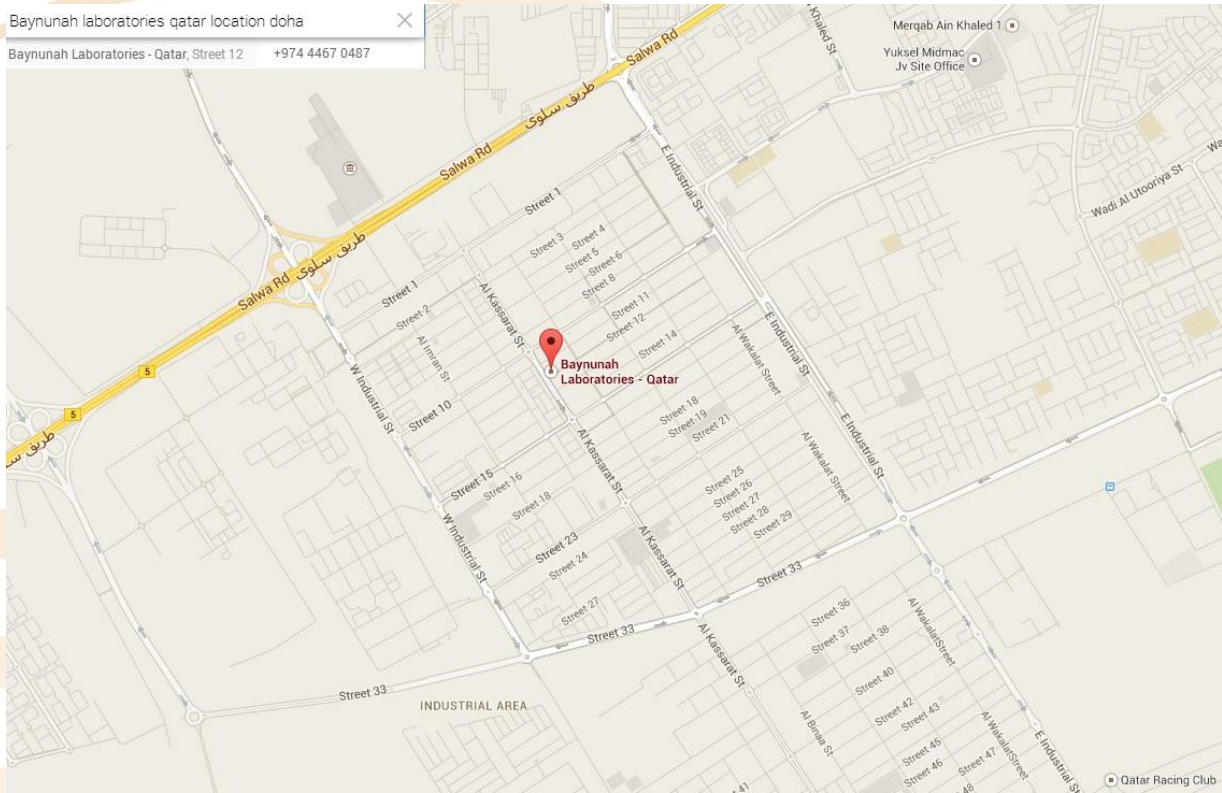 Baynunah laboratories qatar location doha
Baynunah Laboratories - Qatar, Street 12 +974 4467 0487
Merqab Ain Khaled 1
Yuksel Midmac
Jv Site Office
Khaled St
Salwa Rd
طريق سلوى
Salwa Rd
E Industrial St
Wadi Al Utooriya St
Wa
Street 1
Street 3
Street 4
Street 5
Street 6
Street 8
طريق سلوى
Salwa Rd
Street 1
Street 2
Al Kassarat St
Street 11
Street 12
Street 14
E Industrial St
Al Wakalat Street
Al Imran St
Baynunah
Laboratories - Qatar
5
5
W Industrial St
Street 10
Street 18
Street 19
Street 21
E Industrial St
Al Wakalat Street
Al Kassarat St
طريق سـ
Street 15
Street 16
Street 18
Street 25
Street 26
Street 27
Street 28
Street 29
W Industrial St
Street 23
Street 24
Al Kassarat St
Street 27
Street 33
Street 33
Street 33
Street 36
Street 37
Street 38
Al WakalatStreet
Al Kassarat St
Street 40
Street 42
Street 43
INDUSTRIAL AREA
Al Binaa St
Al WakalatStreet
E Industrial St
Street 45
Street 46
Street 47
48
t 41
Qatar Racing Club